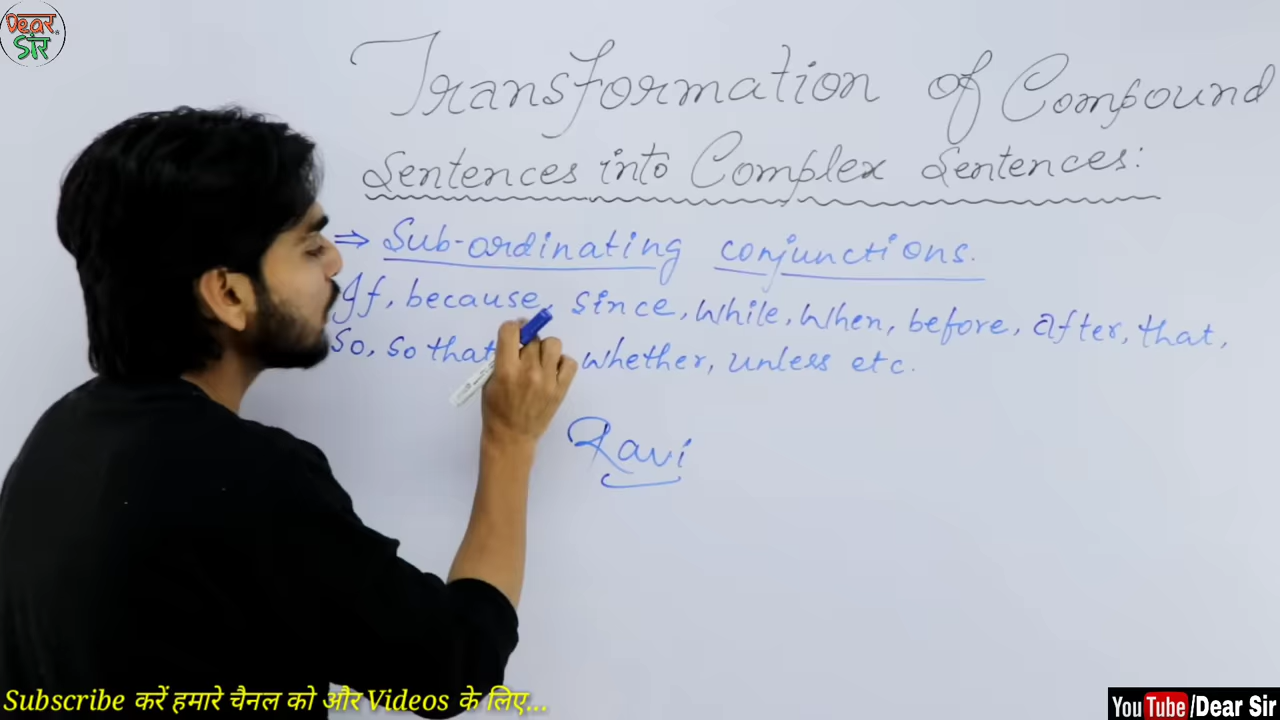 Dear
Sir
Transformation of Compound
Sentences into Complex Sentences:
⇒ Sub-ordinating conjunctions.
If, because, since, while, when, before, after, that,
So, so that whether, unless etc.
Ravi
Subscribe करें हमारे चैनल को और Videos के लिए...
YouTube /Dear Sir